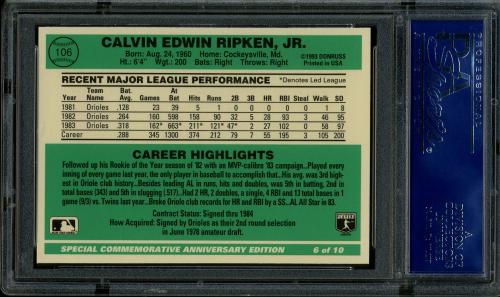 106
CALVIN EDWIN RIPKEN, JR.
Born: Aug. 24, 1960 Home: Cockeysville, Md.
Ht.: 6'4" Wgt.: 200 Bats: Right Throws: Right
©1993 DONRUSS
Printed in USA
RECENT MAJOR LEAGUE PERFORMANCE *Denotes Led League
Year Team Name Bat. Avg. Games At Bat Runs Hits 2B 3B HR RBI Steal Walk SO
1981 Orioles .128 23 39 1 5 0 0 0 0 0 1 8
1982 Orioles .264 160 598 90 158 32 5 28 93 3 46 95
1983 Orioles .318 162* 663* 121* 211* 47* 2 27 102 0 58 97
Career .288 345 1300 212 374 79 7 55 195 3 105 200
CAREER HIGHLIGHTS
Followed up his Rookie of the Year season of '82 with an MVP-calibre '83 campaign...Played every
inning of every game last year, the only player in baseball to accomplish that...His avg. was 3rd high-
est in Oriole club history...Besides leading AL in runs, hits and doubles, was 5th in batting, 2nd in
total bases (343) and 5th in slugging (.517)...Had 2 HR, 2 doubles, a single, 4 RBI and 13 total bases in 1
game (9/3) vs. Twins last year...Broke Oriole club records for HR and RBI by a SS...AL All Star in 83.
Contract Status: Signed thru 1984
How Acquired: Signed by Orioles as their
second selection in
June 1978 amateur draft.
SPECIAL COMMEMORATIVE ANNIVERSARY EDITION 6 of 10